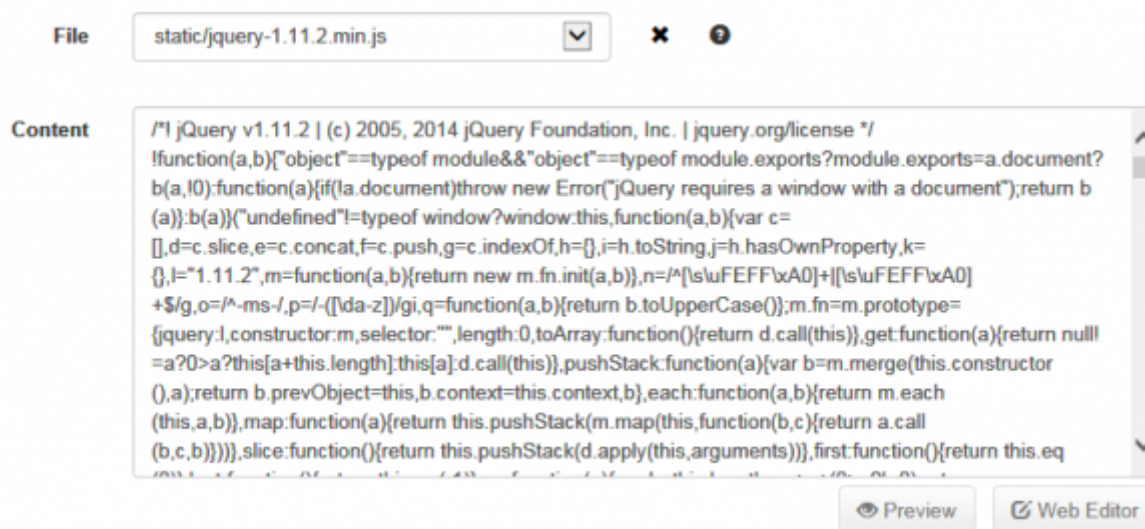 File static/jquery-1.11.2.min.js
Content
/*! jQuery v1.11.2 | (c) 2005, 2014 jQuery Foundation, Inc. | jquery.org/license */
!function(a,b){"object"==typeof module&&"object"==typeof module.exports?module.exports=a.document?
b(a,!0):function(a){if(!a.document)throw new Error("jQuery requires a window with a document");return b
(a)}:b(a)}("undefined"!=typeof window?window:this,function(a,b){var c=
[],d=c.slice,e=c.concat,f=c.push,g=c.indexOf,h={},i=h.toString,j=h.hasOwnProperty,k=
{},l="1.11.2",m=function(a,b){return new m.fn.init(a,b)},n=/^[\s\uFEFF\xA0]+|[\s\uFEFF\xA0]
+$/g,o=/^-ms-/,p=/-([\da-z])/gi,q=function(a,b){return b.toUpperCase()};m.fn=m.prototype=
{jquery:l,constructor:m,selector:"",length:0,toArray:function(){return d.call(this)},get:function(a){return null!
=a?0>a?this[a+this.length]:this[a]:d.call(this)},pushStack:function(a){var b=m.merge(this.constructor
(),a);return b.prevObject=this,b.context=this.context,b},each:function(a,b){return m.each
(this,a,b)},map:function(a){return this.pushStack(m.map(this,function(b,c){return a.call
(b,c,b)}))},slice:function(){return this.pushStack(d.apply(this,arguments))},first:function(){return this.eq
Preview Web Editor